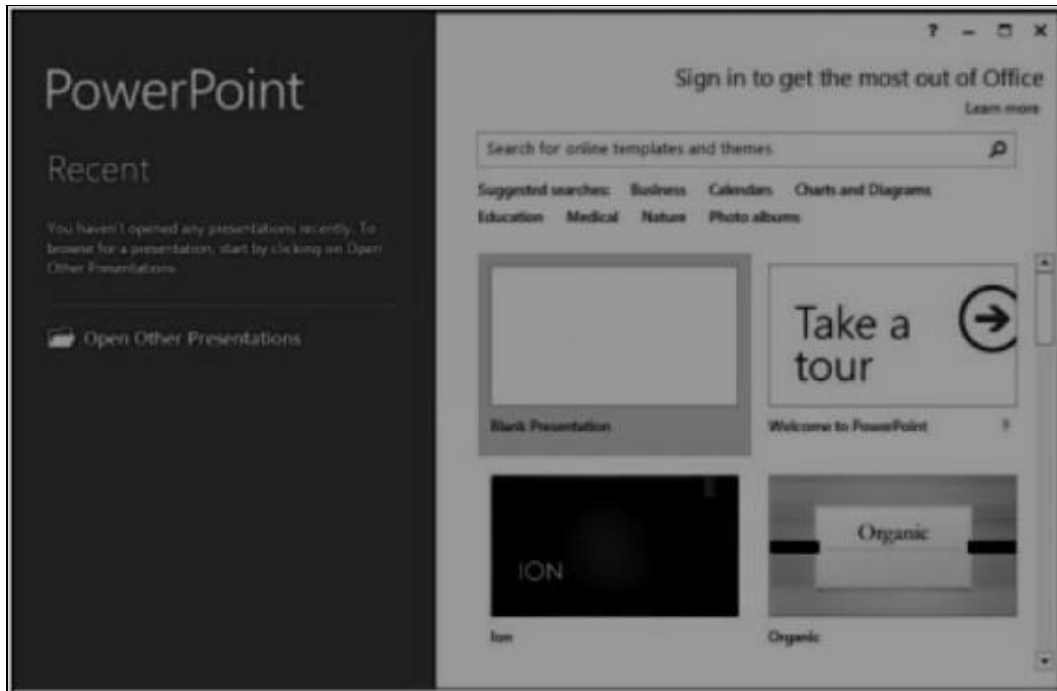 ?
PowerPoint
Sign in to get the most out of Office
Learn more
Recent
Search for online templates and themes
Suggested searches: Business Calendars Charts and Diagrams
Education Medical Nature Photo albums
You haven't opened any presentations recently. To
browse for a presentation, start by clicking on Open
Other Presentations.
Open Other Presentations
Take a
tour
Blank Presentation
Welcome to PowerPoint
ION
Organic
Ion
Organic